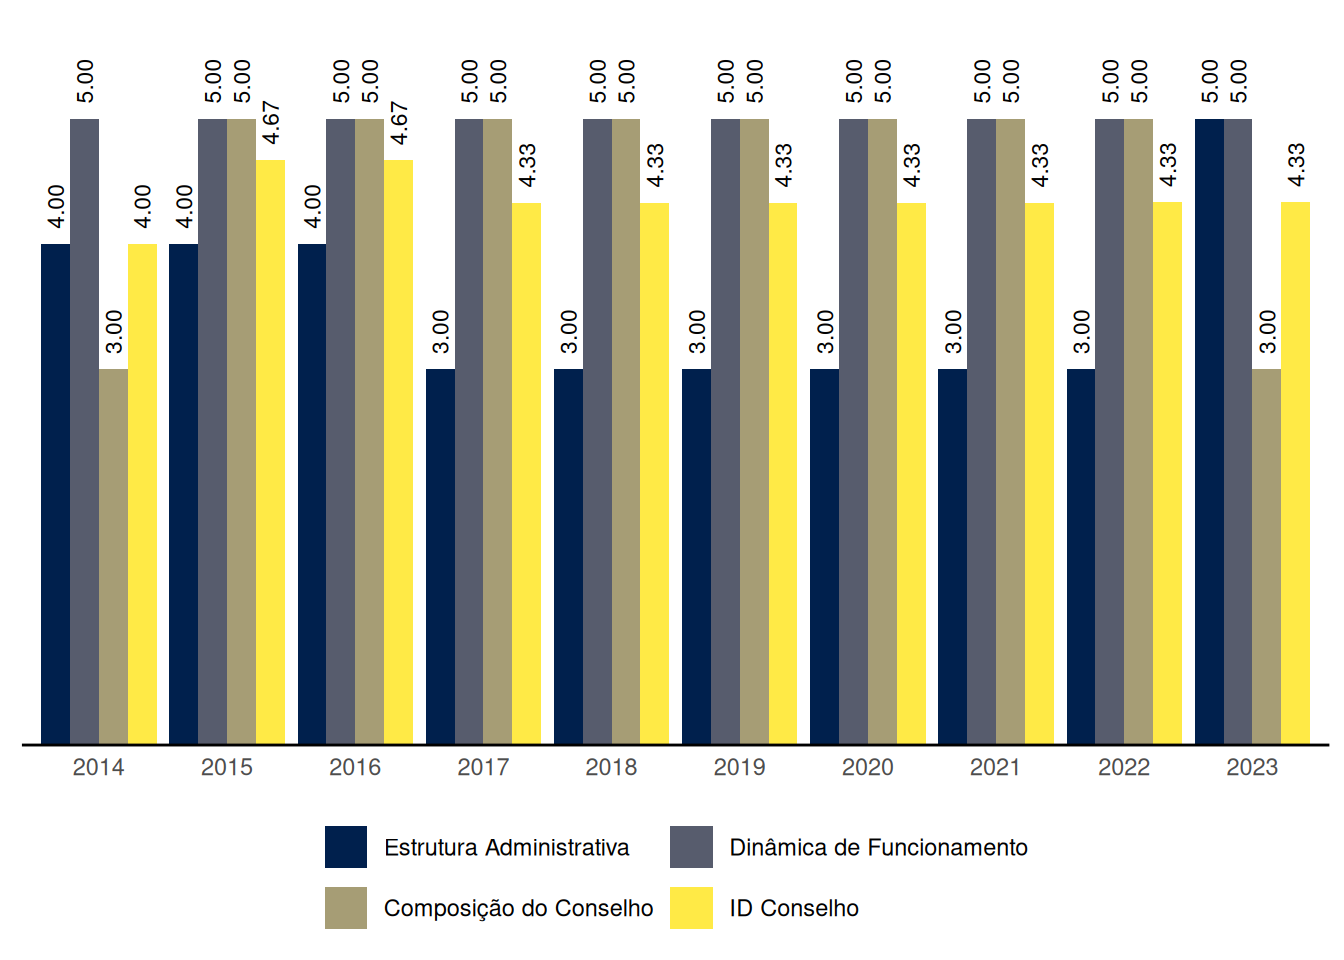 4.00 5.00 3.00 4.00 4.00 5.00 5.00 4.67 4.00 5.00 5.00 4.67 3.00 5.00 5.00 4.33 3.00 5.00 5.00 4.33 3.00 5.00 5.00 4.33 3.00 5.00 5.00 4.33 3.00 5.00 5.00 4.33 3.00 5.00 5.00 4.33 5.00 5.00 3.00 4.33
2014 2015 2016 2017 2018 2019 2020 2021 2022 2023
Estrutura Administrativa Dinâmica de Funcionamento
Composição do Conselho ID Conselho